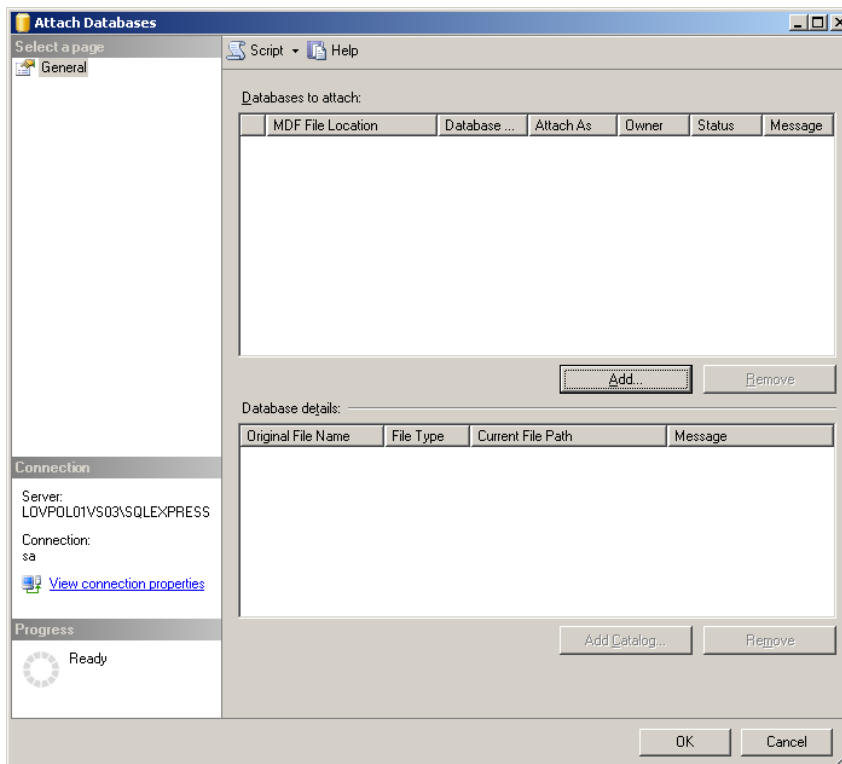 Attach Databases
Select a page
General
Script Help
Databases to attach:
MDF File Location Database ... Attach As Owner Status Message
Add... Remove
Database details:
Original File Name File Type Current File Path Message
Connection
Server:
LOVPOL01VS03\SQLEXPRESS
Connection:
sa
View connection properties
Add Catalog... Remove
Progress
Ready
OK Cancel